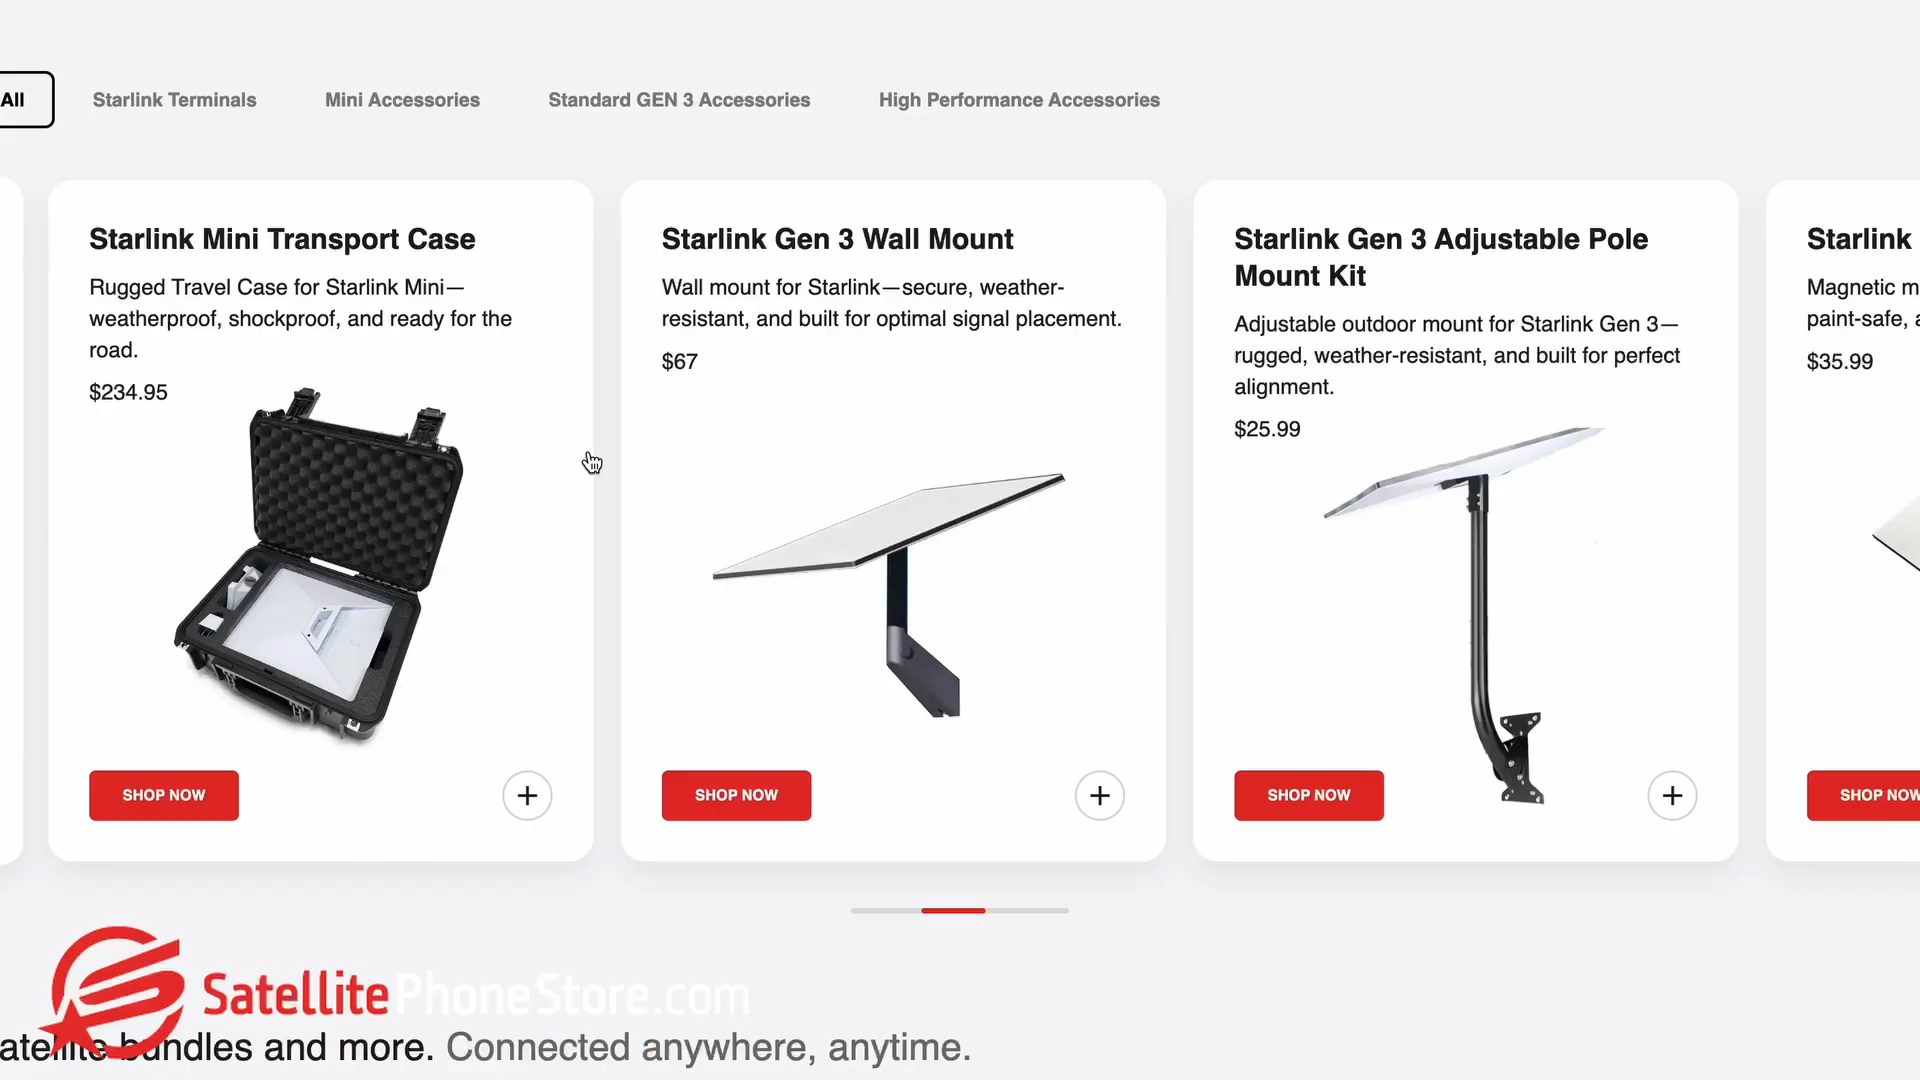 All
Starlink Terminals
Mini Accessories
Standard GEN 3 Accessories
High Performance Accessories
Starlink Mini Transport Case
Rugged Travel Case for Starlink Mini—
weatherproof, shockproof, and ready for the
road.
$234.95
SHOP NOW
Starlink Gen 3 Wall Mount
Wall mount for Starlink—secure, weather-
resistant, and built for optimal signal placement.
$67
SHOP NOW
Starlink Gen 3 Adjustable Pole
Mount Kit
Adjustable outdoor mount for Starlink Gen 3—
rugged, weather-resistant, and built for perfect
alignment.
$25.99
SHOP NOW
Starlink
Magnetic m
paint-safe, a
$35.99
SHOP NOW
SatellitePhoneStore.com
atellite bundles and more. Connected anywhere, anytime.